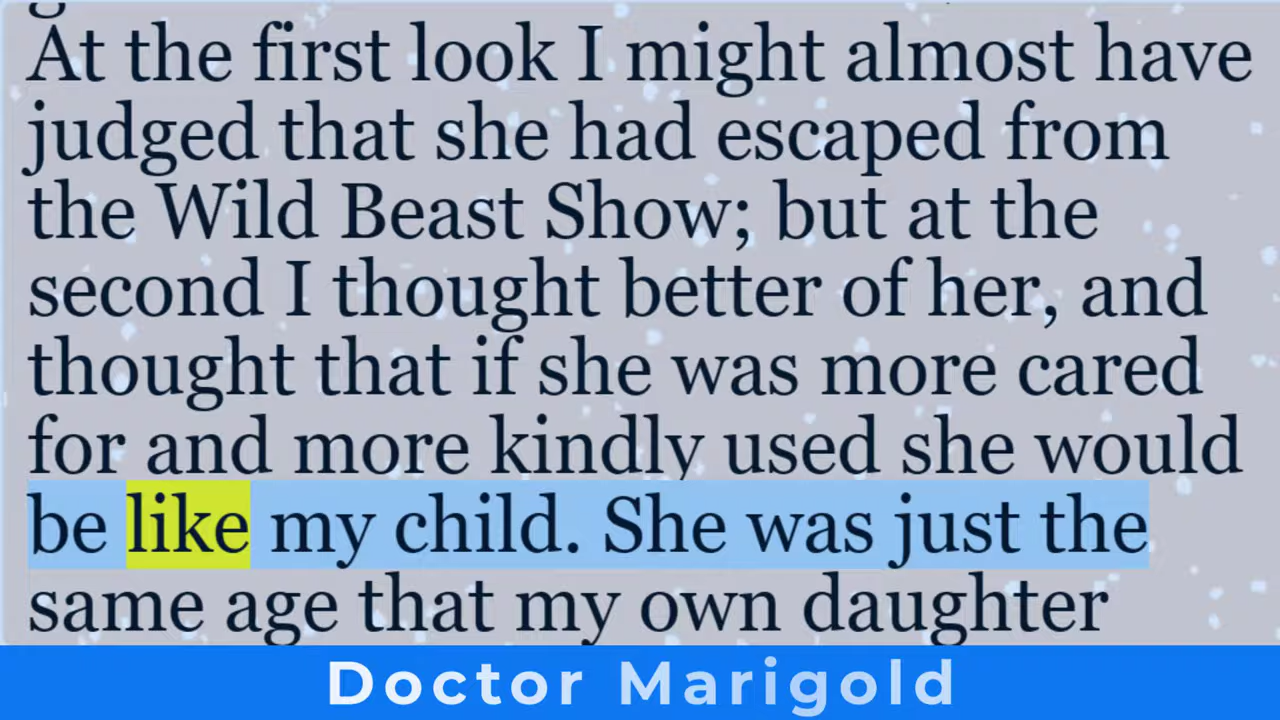 At the first look I might almost have
judged that she had escaped from
the Wild Beast Show; but at the
second I thought better of her, and
thought that if she was more cared
for and more kindly used she would
be like my child. She was just the
same age that my own daughter
Doctor Marigold